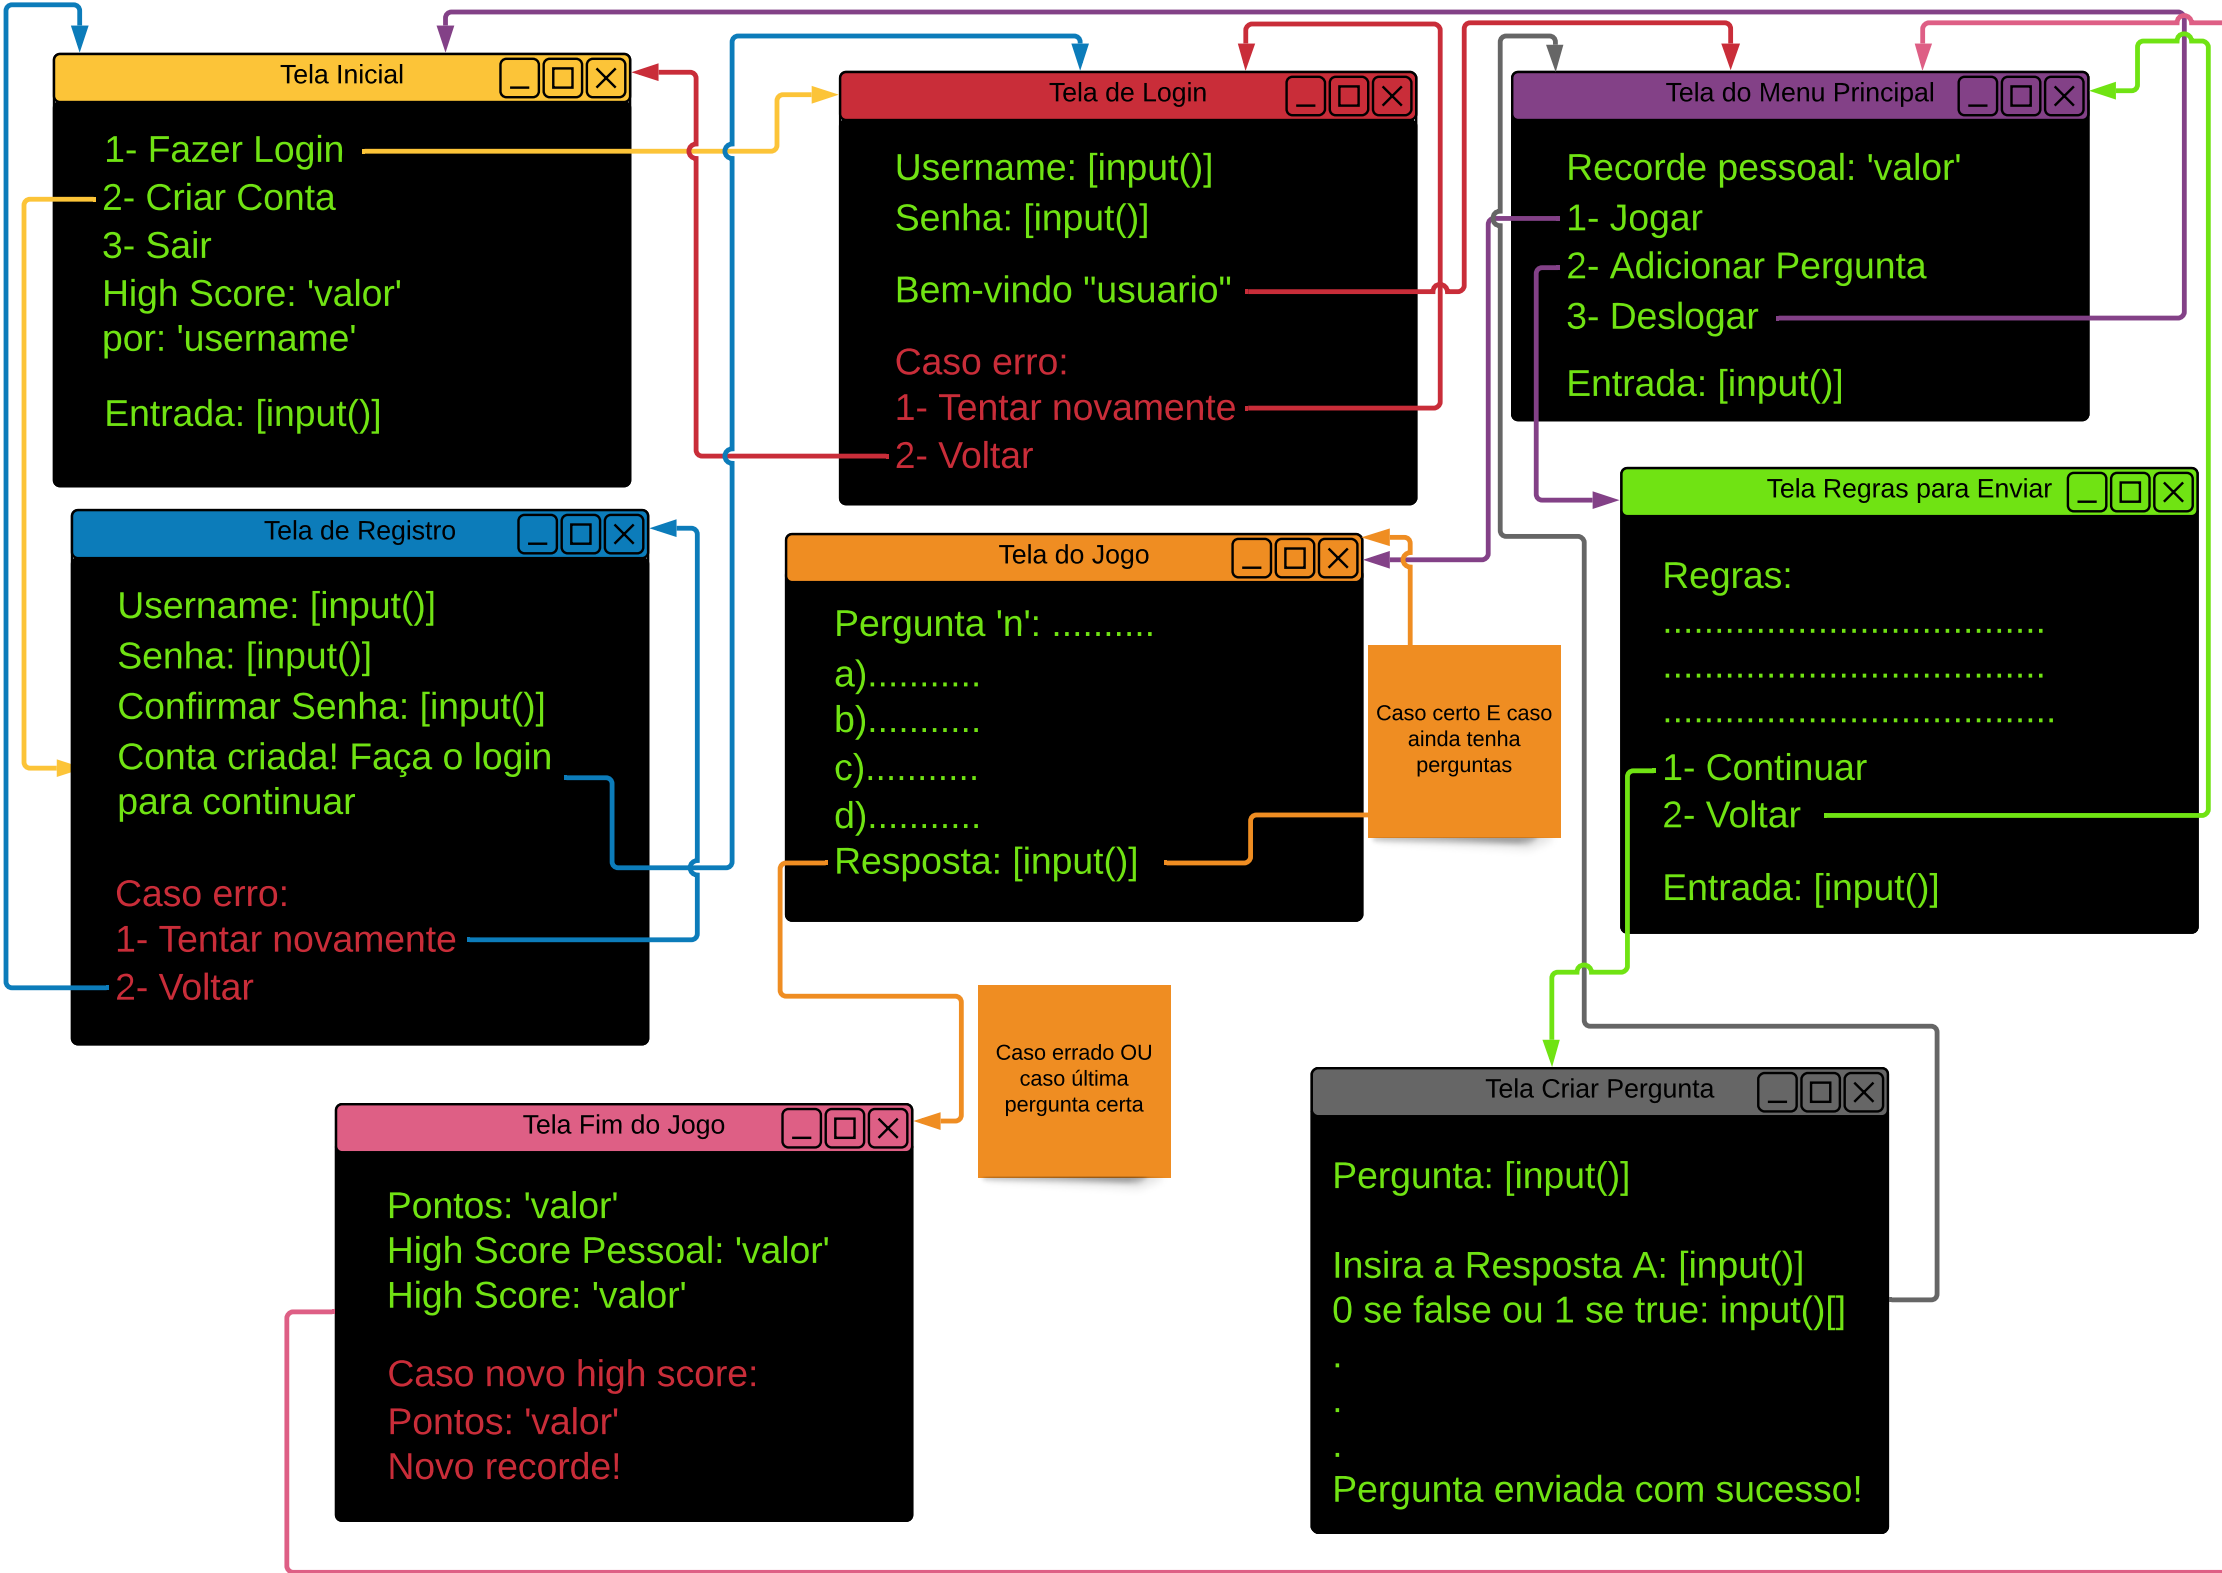 Tela Inicial
1- Fazer Login
2- Criar Conta
3- Sair
High Score: 'valor'
por: 'username'
Entrada: [input()]
Tela de Login
Username: [input()]
Senha: [input()]
Bem-vindo "usuario"
Caso erro:
1- Tentar novamente
2- Voltar
Tela do Menu Principal
Recorde pessoal: 'valor'
1- Jogar
2- Adicionar Pergunta
3- Deslogar
Entrada: [input()]
Tela de Registro
Username: [input()]
Senha: [input()]
Confirmar Senha: [input()]
Conta criada! Faça o login
para continuar
Caso erro:
1- Tentar novamente
2- Voltar
Tela do Jogo
Pergunta 'n': ..........
a)...........
b)...........
c)...........
d)...........
Resposta: [input()]
Caso certo E caso
ainda tenha
perguntas
Tela Regras para Enviar
Regras:
.....................................
.....................................
......................................
1- Continuar
2- Voltar
Entrada: [input()]
Caso errado OU
caso última
pergunta certa
Tela Fim do Jogo
Pontos: 'valor'
High Score Pessoal: 'valor'
High Score: 'valor'
Caso novo high score:
Pontos: 'valor'
Novo recorde!
Tela Criar Pergunta
Pergunta: [input()]
Insira a Resposta A: [input()]
0 se false ou 1 se true: input()[]
.
.
.
Pergunta enviada com sucesso!